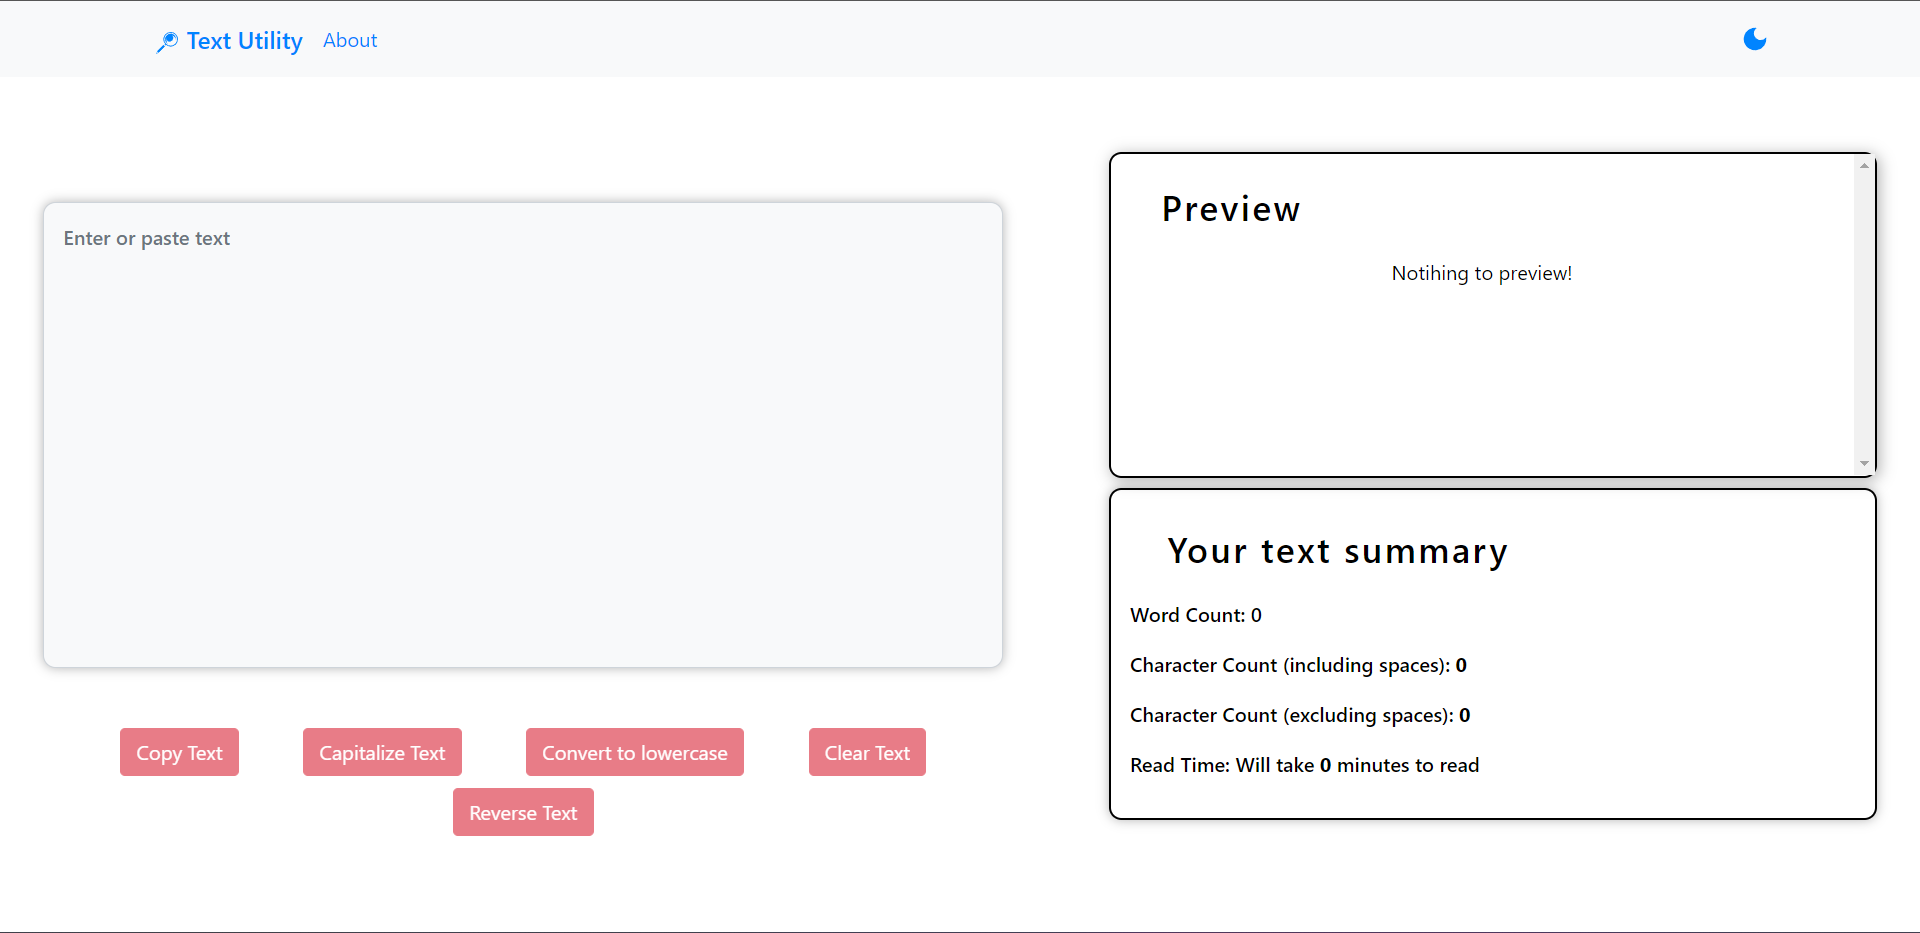 Text Utility About
Enter or paste text
Copy Text Capitalize Text Convert to lowercase Clear Text
Reverse Text
Preview
Notihing to preview!
Your text summary
Word Count: 0
Character Count (including spaces): 0
Character Count (excluding spaces): 0
Read Time: Will take 0 minutes to read